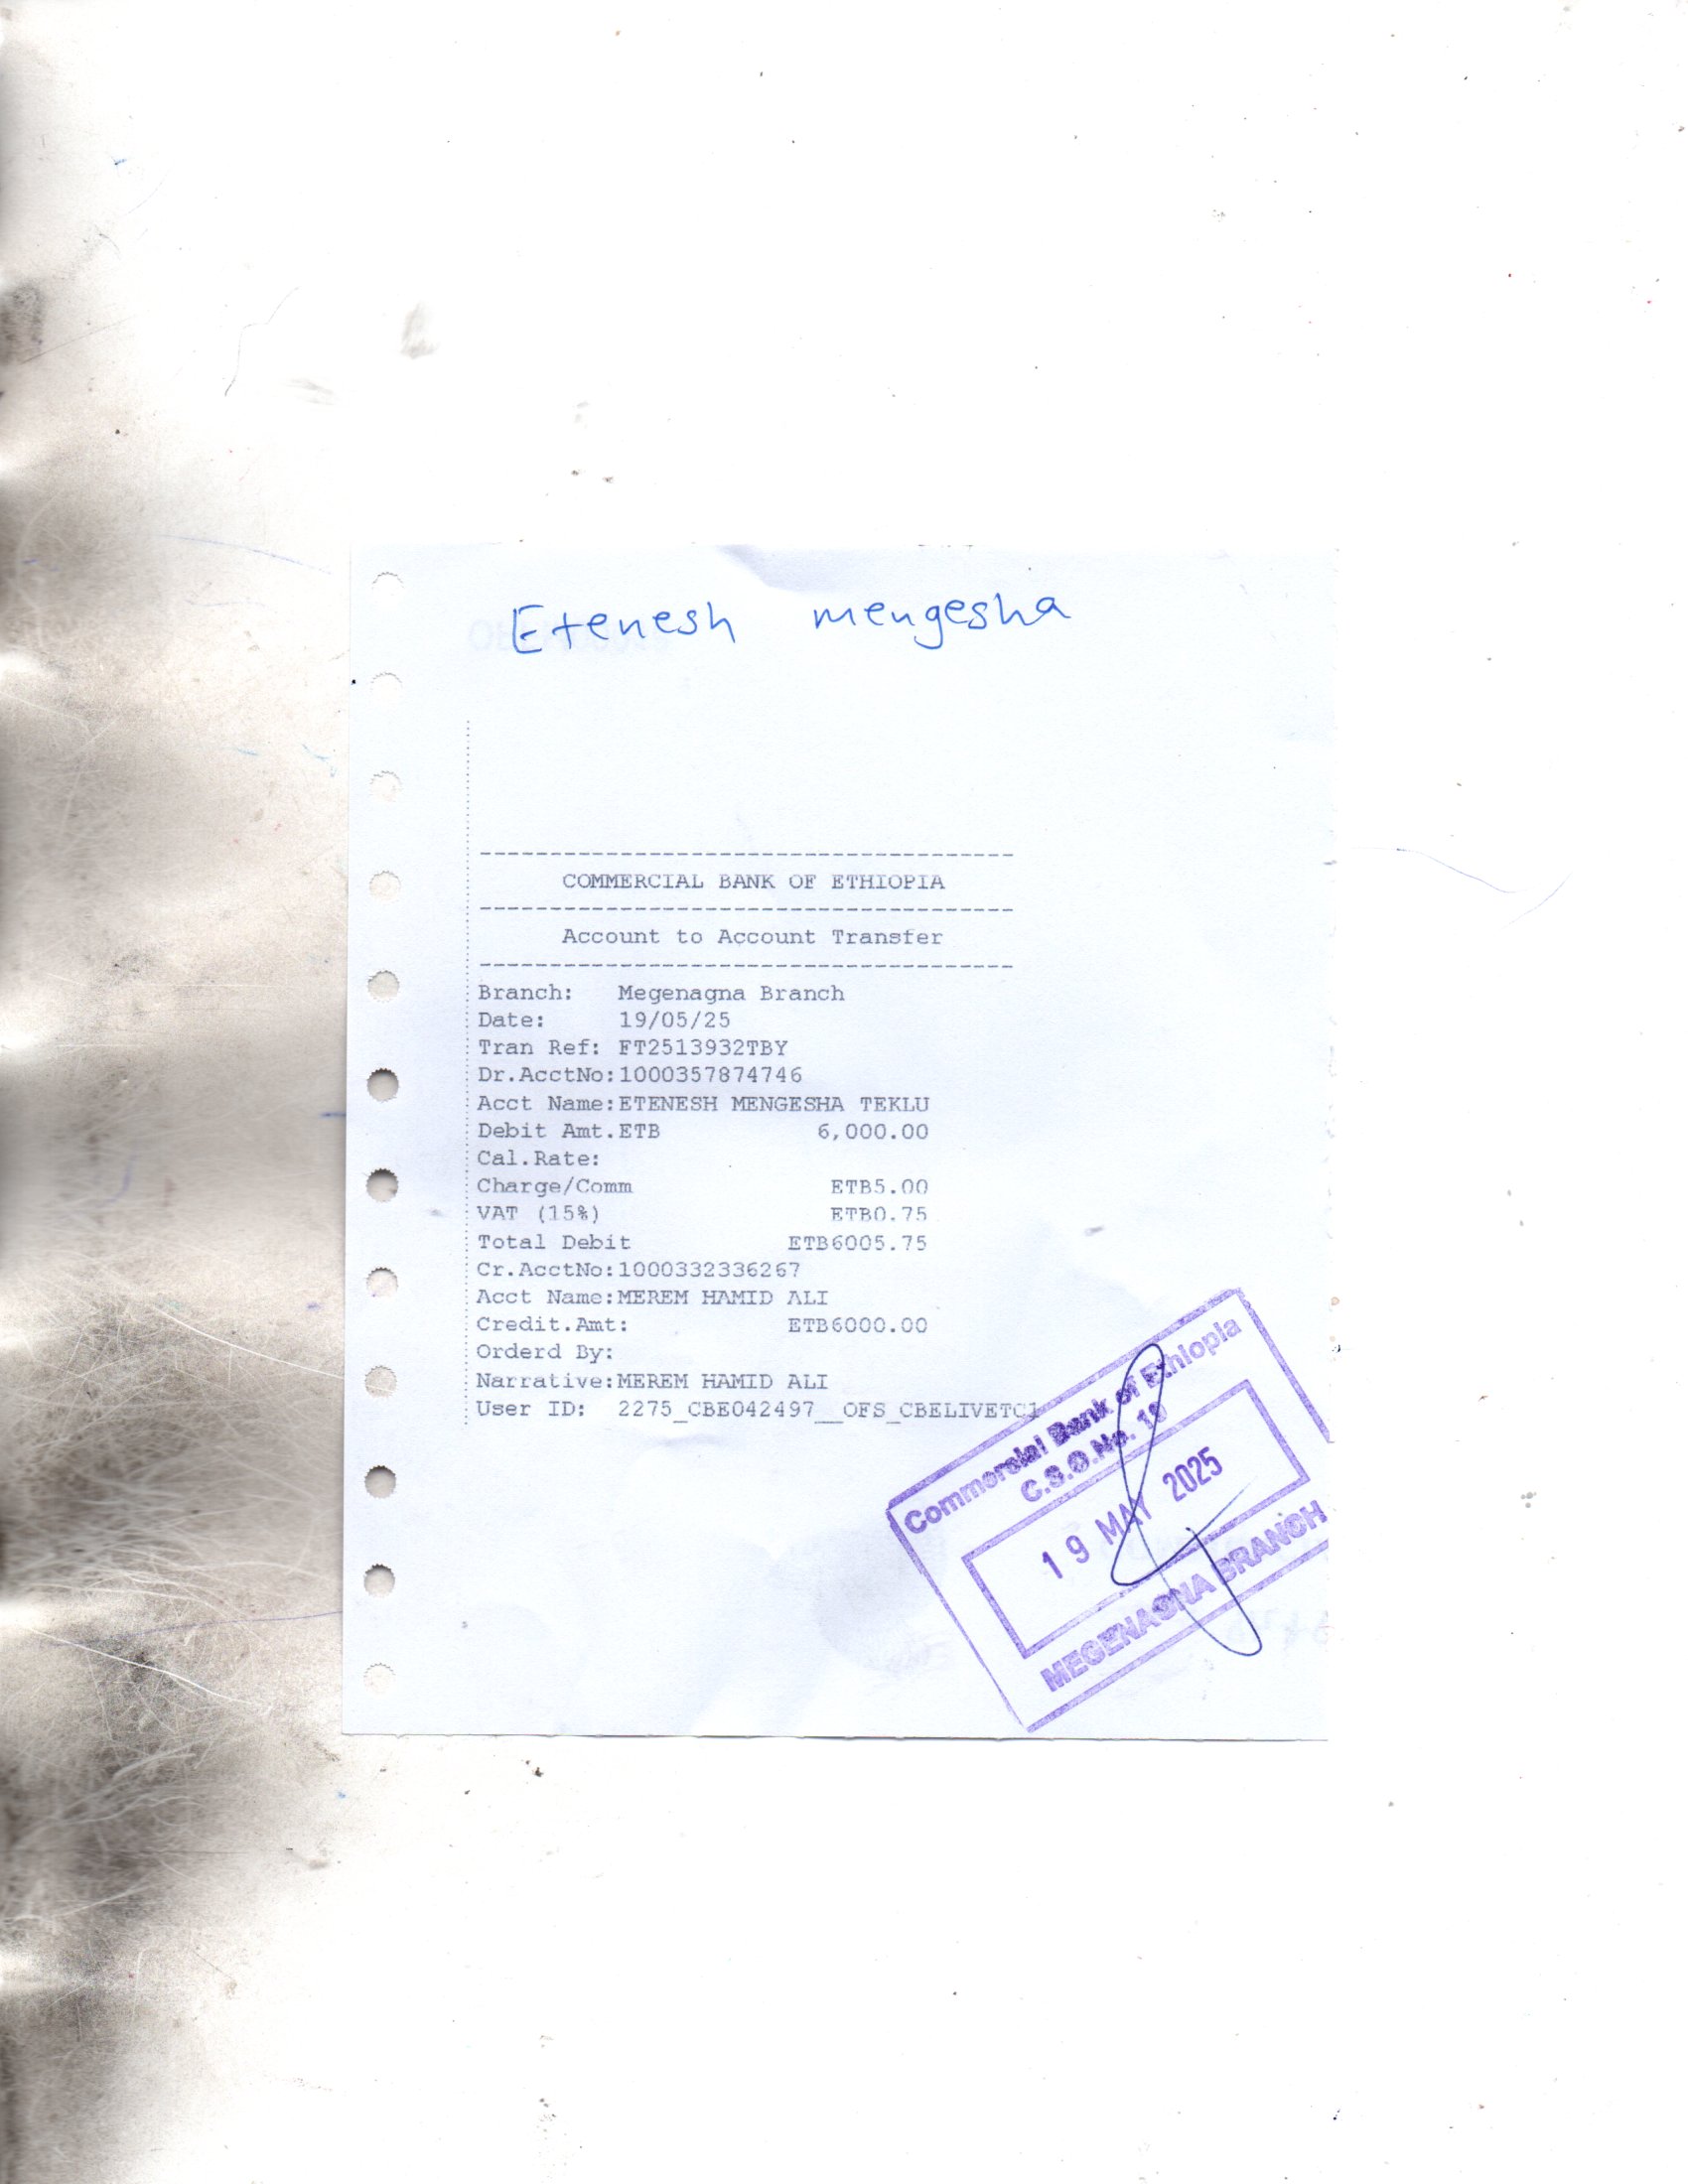 Etenesh mengesha
COMMERCIAL BANK OF ETHIOPIA
Account to Account Transfer
Branch: Megenagna Branch
Date: 19/05/25
Tran Ref: FT2513932TBY
Dr.AcctNo:1000357874746
Acct Name:ETENESH MENGESHA TEKLU
Debit Amt.ETB 6,000.00
Cal.Rate:
Charge/Comm ETB5.00
VAT (15%) ETB0.75
Total Debit ETB6005.75
Cr.AcctNo:1000332336267
Acct Name:MEREM HAMID ALI
Credit.Amt: ETB6000.00
Orderd By:
Narrative:MEREM HAMID ALI
User ID: 2275_CBE042497__OFS_CBELIVETC1
Commercial Bank of Ethiopia
C.S.O.No. 19
19 MAY 2025
MEGENAGNA BRANCH